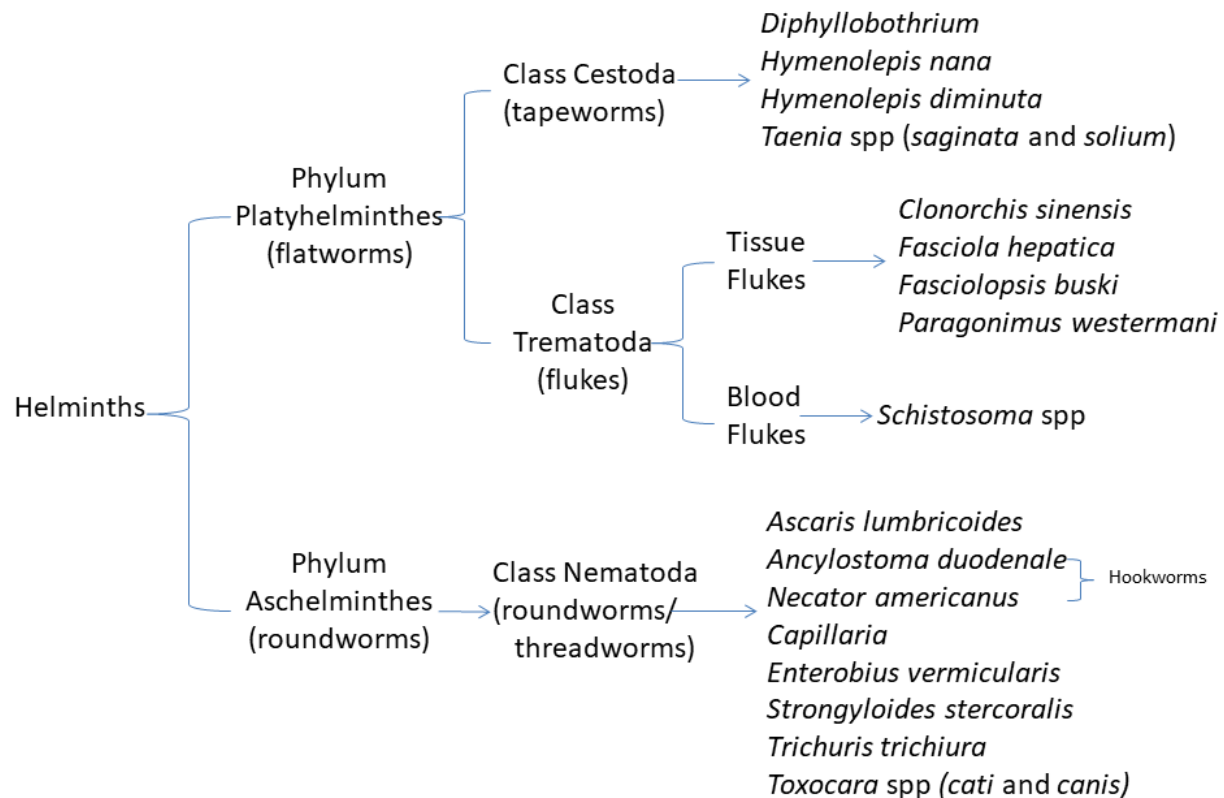 Helminths
Phylum
Platyhelminthes
(flatworms)
Class Cestoda
(tapeworms)
Diphyllobothrium
Hymenolepis nana
Hymenolepis diminuta
Taenia spp (saginata and solium)
Class
Trematoda
(flukes)
Tissue
Flukes
Clonorchis sinensis
Fasciola hepatica
Fasciolopsis buski
Paragonimus westermani
Blood
Flukes
Schistosoma spp
Phylum
Aschelminthes
(roundworms)
Class Nematoda
(roundworms/
threadworms)
Ascaris lumbricoides
Ancylostoma duodenale
Necator americanus
Hookworms
Capillaria
Enterobius vermicularis
Strongyloides stercoralis
Trichuris trichiura
Toxocara spp (cati and canis)